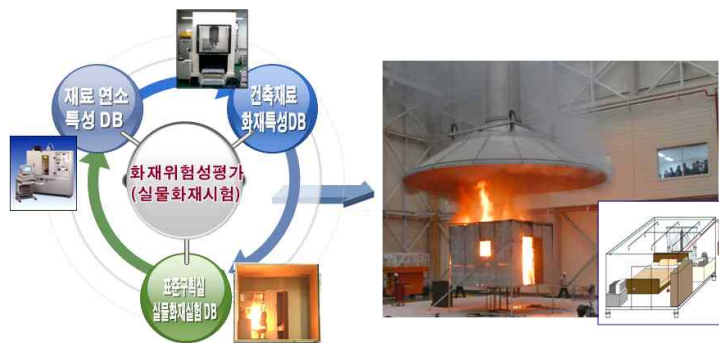 재료 연소
특성 DB
건축재료
화재특성DB
화재위험성평가
(실물화재시험)
표준구획실
실물화재실험 DB